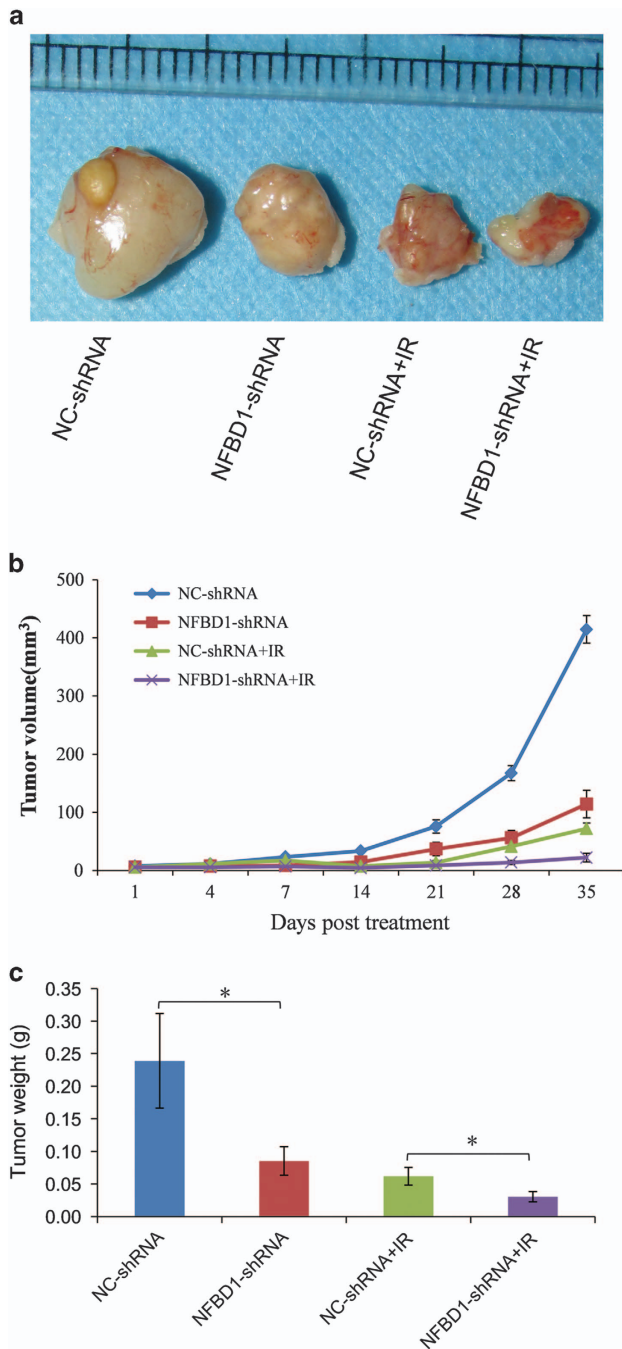 a
NC-shRNA
NFBD1-shRNA
NC-shRNA+IR
NFBD1-shRNA+IR
b
500
400
300
200
100
0
Tumor volume(mm³)
NC-shRNA
NFBD1-shRNA
NC-shRNA+IR
NFBD1-shRNA+IR
1 4 7 14 21 28 35
Days post treatment
c
0.35
0.30
0.25
0.20
0.15
0.10
0.05
0.00
Tumor weight (g)
*
*
NC-shRNA
NFBD1-shRNA
NC-shRNA+IR
NFBD1-shRNA+IR